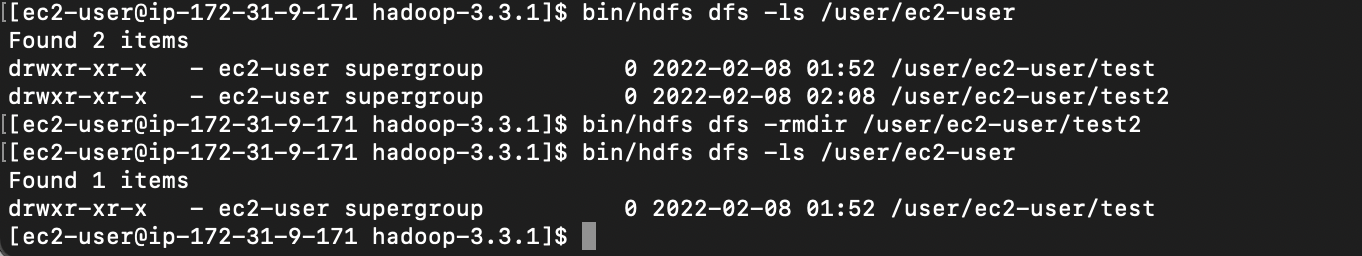 [[ec2-user@ip-172-31-9-171 hadoop-3.3.1]$ bin/hdfs dfs -ls /user/ec2-user
Found 2 items
drwxr-xr-x   - ec2-user supergroup          0 2022-02-08 01:52 /user/ec2-user/test
drwxr-xr-x   - ec2-user supergroup          0 2022-02-08 02:08 /user/ec2-user/test2
[[ec2-user@ip-172-31-9-171 hadoop-3.3.1]$ bin/hdfs dfs -rmdir /user/ec2-user/test2
[[ec2-user@ip-172-31-9-171 hadoop-3.3.1]$ bin/hdfs dfs -ls /user/ec2-user
Found 1 items
drwxr-xr-x   - ec2-user supergroup          0 2022-02-08 01:52 /user/ec2-user/test
[ec2-user@ip-172-31-9-171 hadoop-3.3.1]$